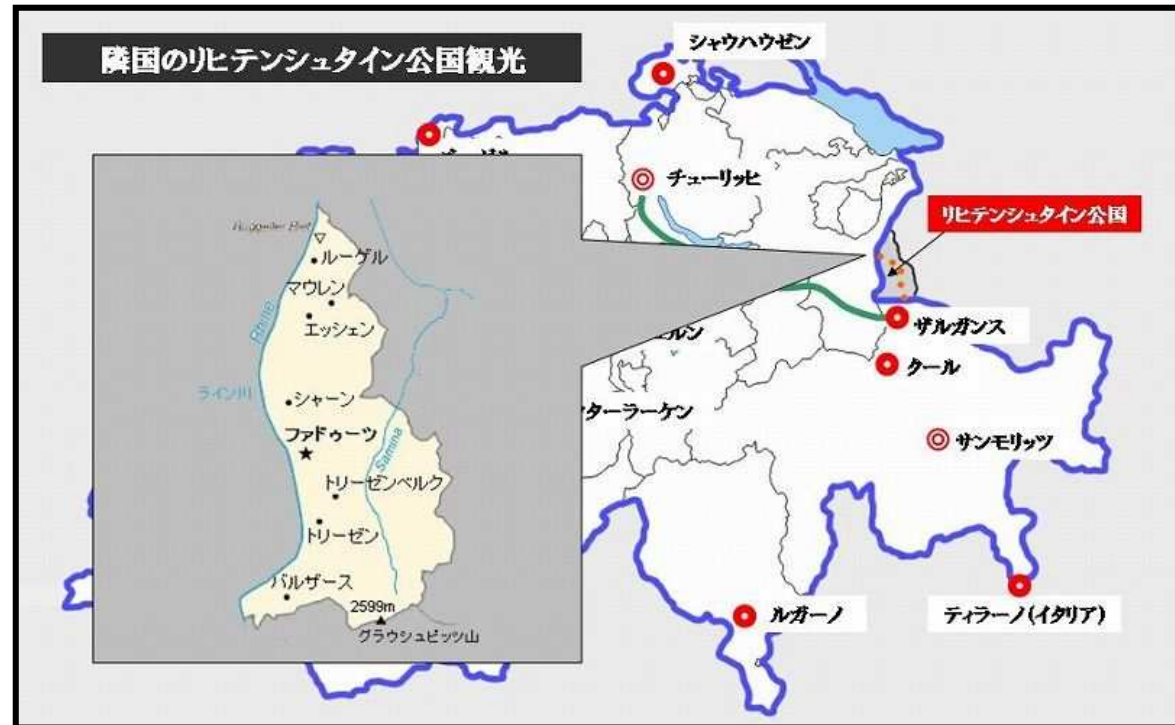 隣国のリヒテンシュタイン公国観光
シャウハウゼン
チューリッヒ
リヒテンシュタイン公国
ザルガンス
クール
サンモリッツ
ティラーノ(イタリア)
ルガーノ
ルーゲル
マウレン
エッシェン
Rhine
ライン川
シャーン
ファドゥーツ
Samina
トリーゼンベルク
トリーゼン
バルザース
2599m
グラウシュピッツ山
ターラーケン